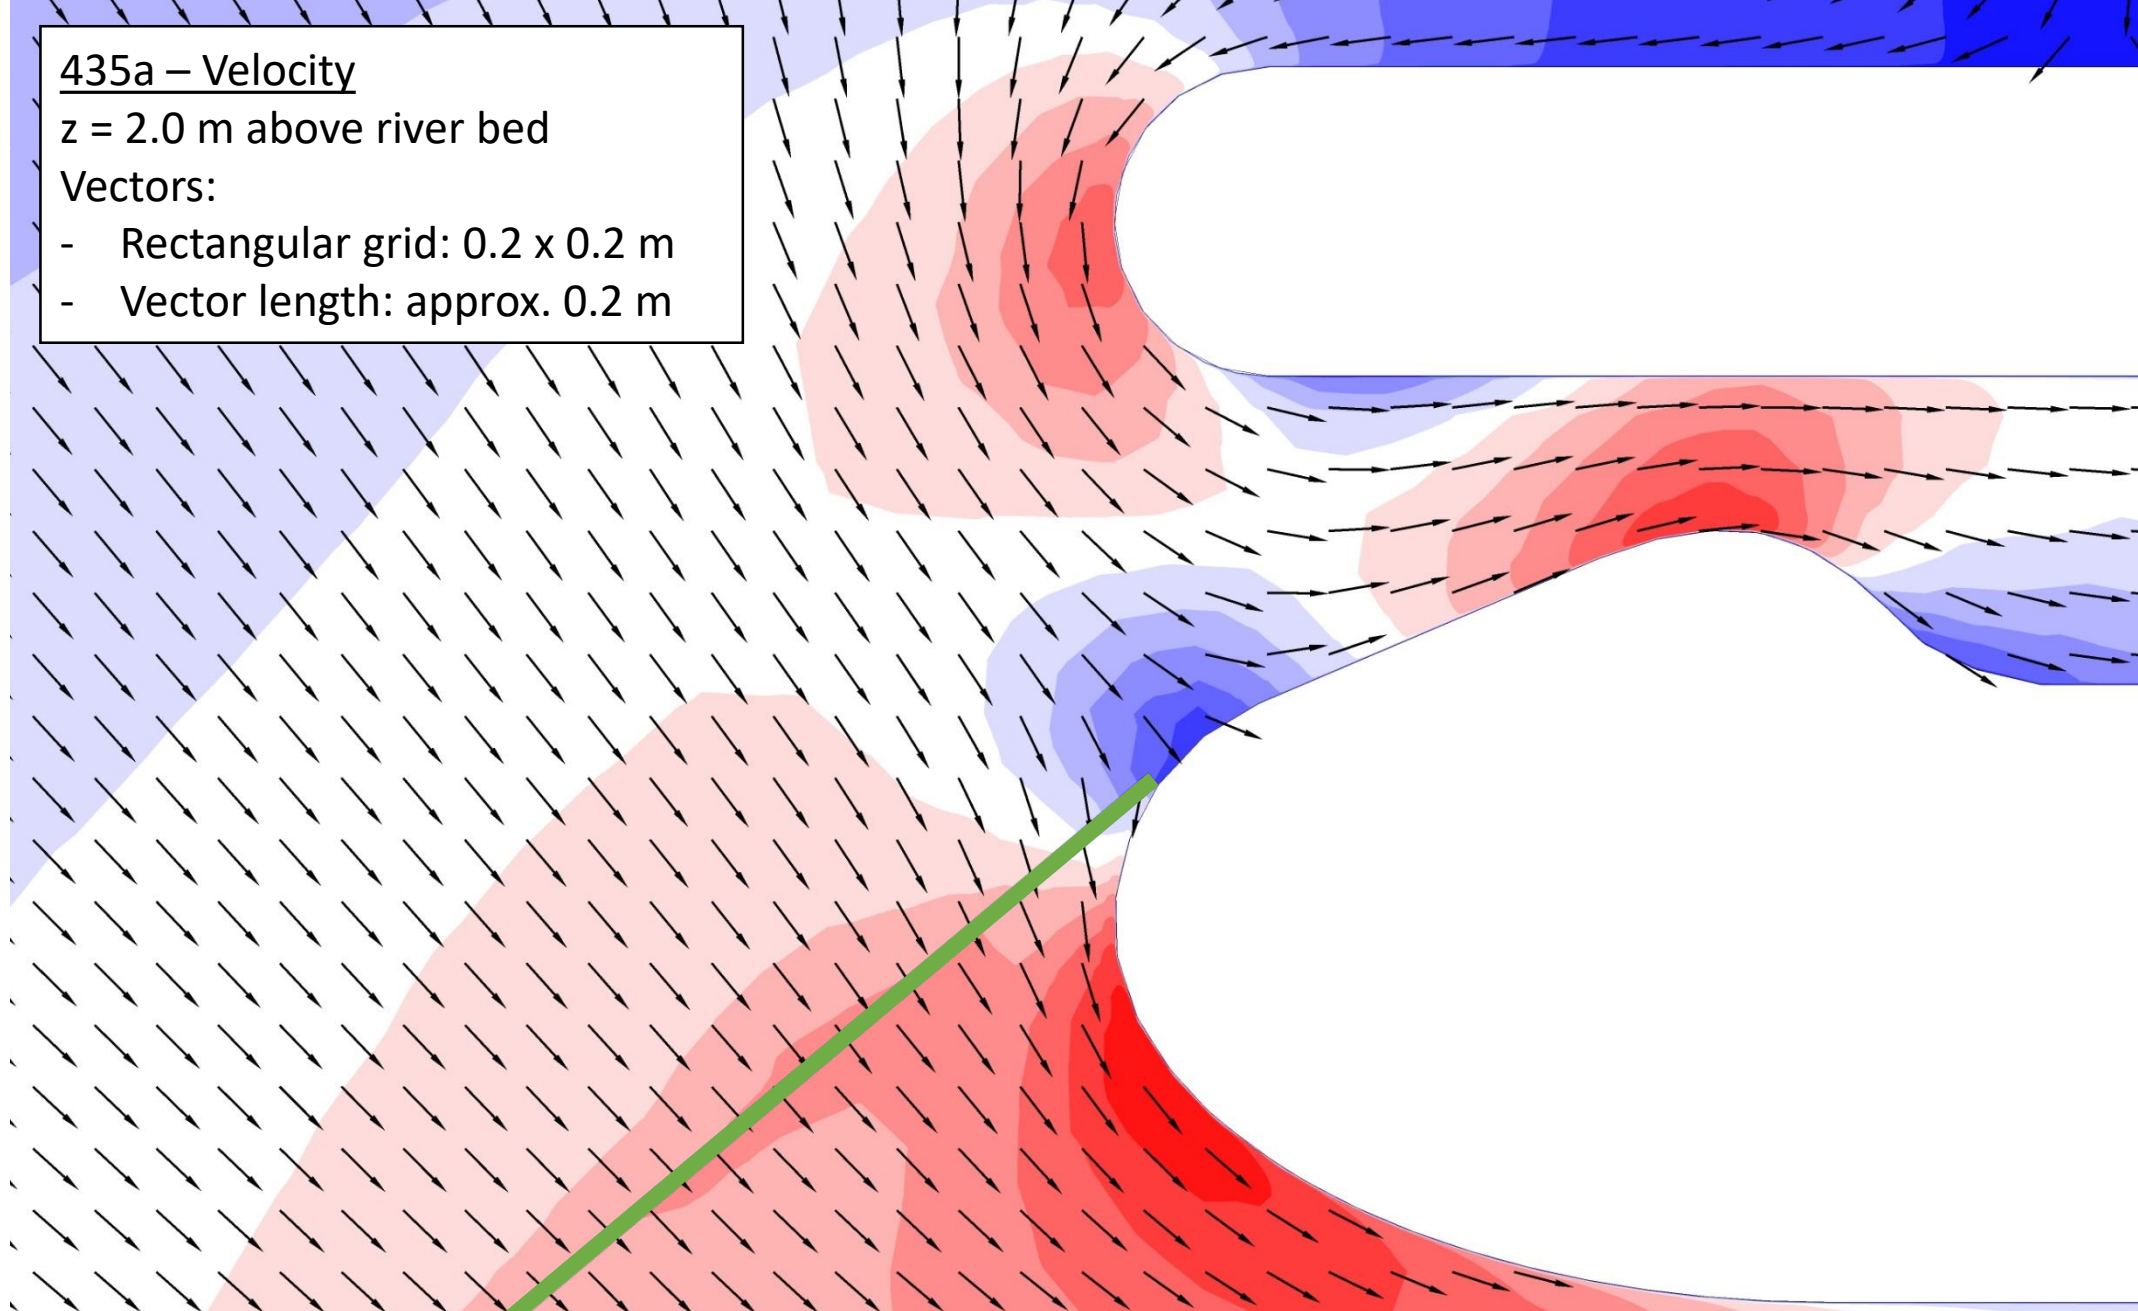 435a – Velocity
z = 2.0 m above river bed
Vectors:
- Rectangular grid: 0.2 x 0.2 m
- Vector length: approx. 0.2 m